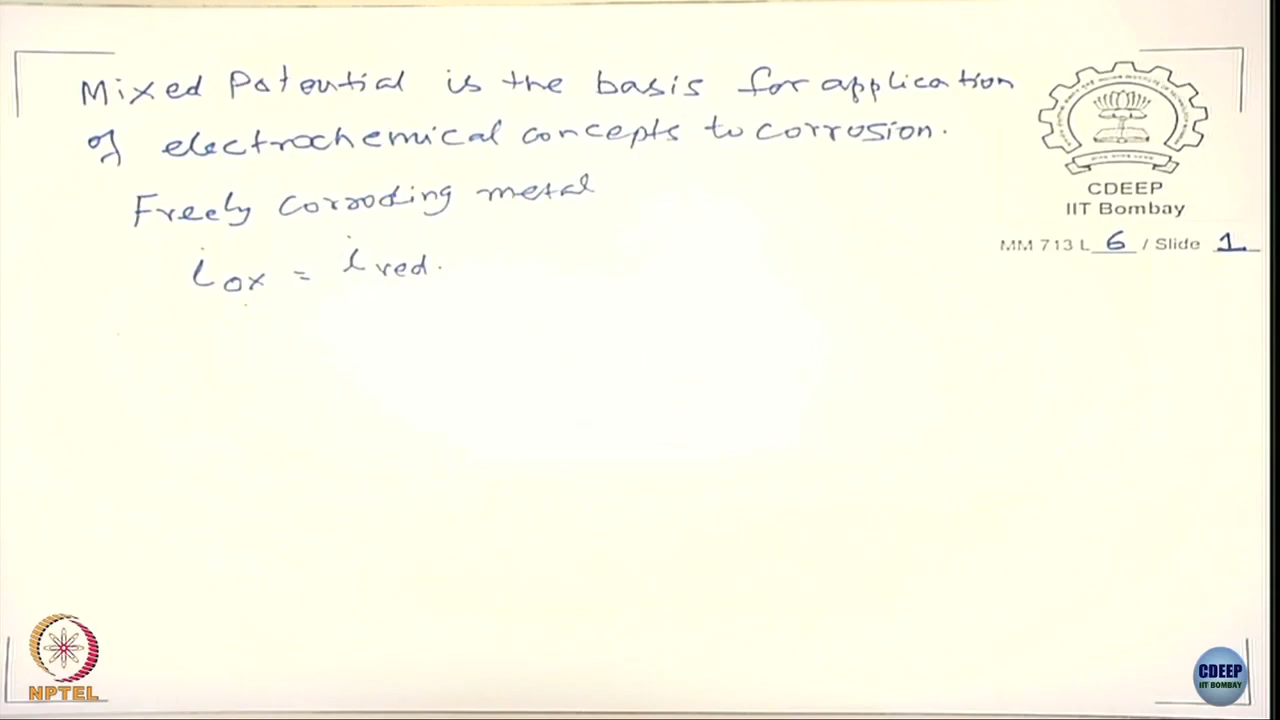 Mixed Potential is the basis for application
of electrochemical concepts to corrosion.
Freely corroding metal
iox = ired.
CDEEP
IIT Bombay
MM 713 L 6 / Slide 1
NPTEL
CDEEP
IIT BOMBAY